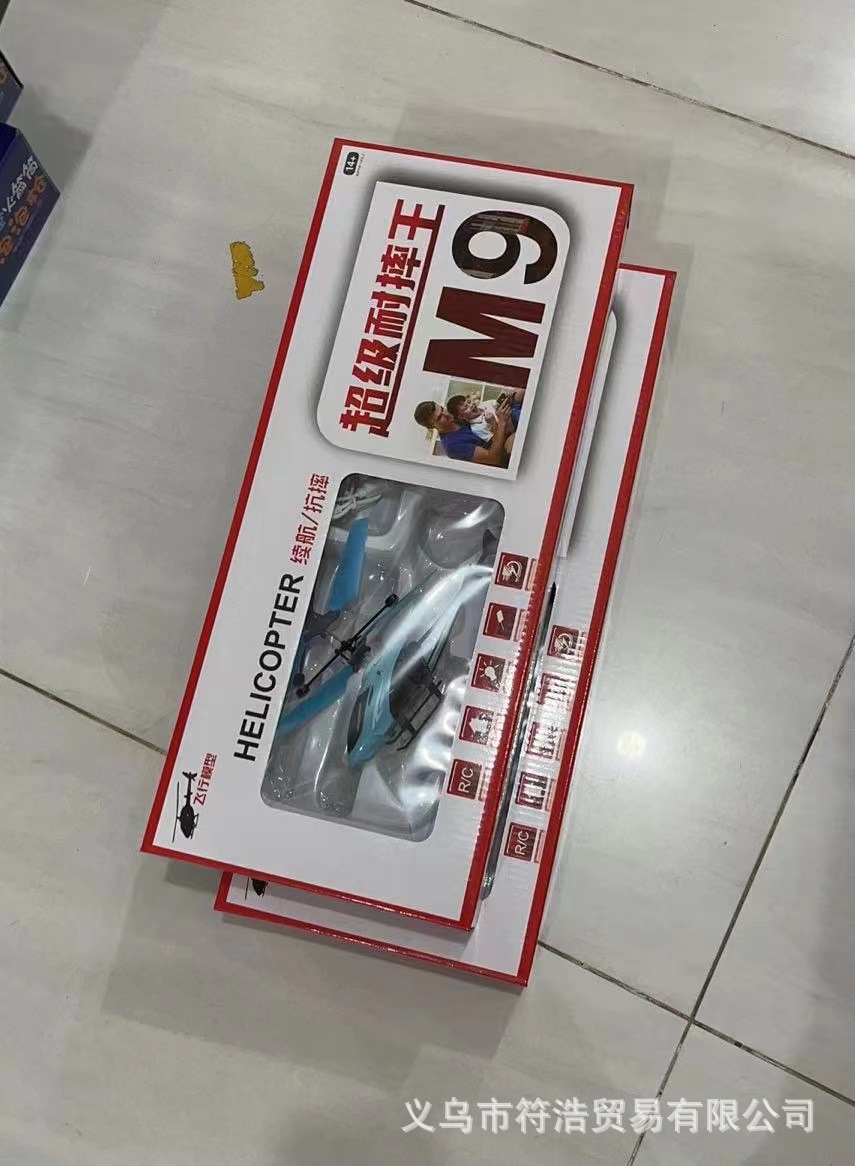 14+
超级耐摔王
M9
HELICOPTER 续航/抗摔
飞行模型
R/C
R/C
义乌市符浩贸易有限公司